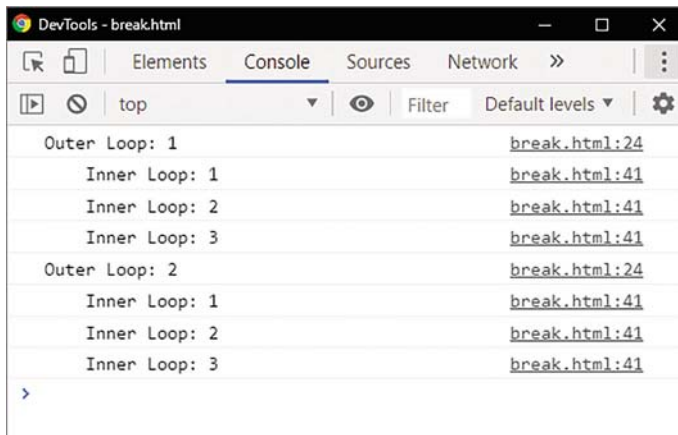 DevTools - break.html
Elements Console Sources Network »
top Filter Default levels
Outer Loop: 1 break.html:24
Inner Loop: 1 break.html:41
Inner Loop: 2 break.html:41
Inner Loop: 3 break.html:41
Outer Loop: 2 break.html:24
Inner Loop: 1 break.html:41
Inner Loop: 2 break.html:41
Inner Loop: 3 break.html:41
>